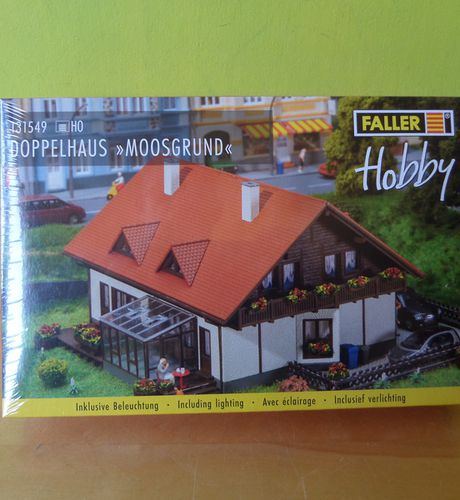 131549 H0
DOPPELHAUS »MOOSGRUND«
FALLER®
Hobby
Inklusive Beleuchtung · Including lighting · Avec éclairage · Inclusief verlichting